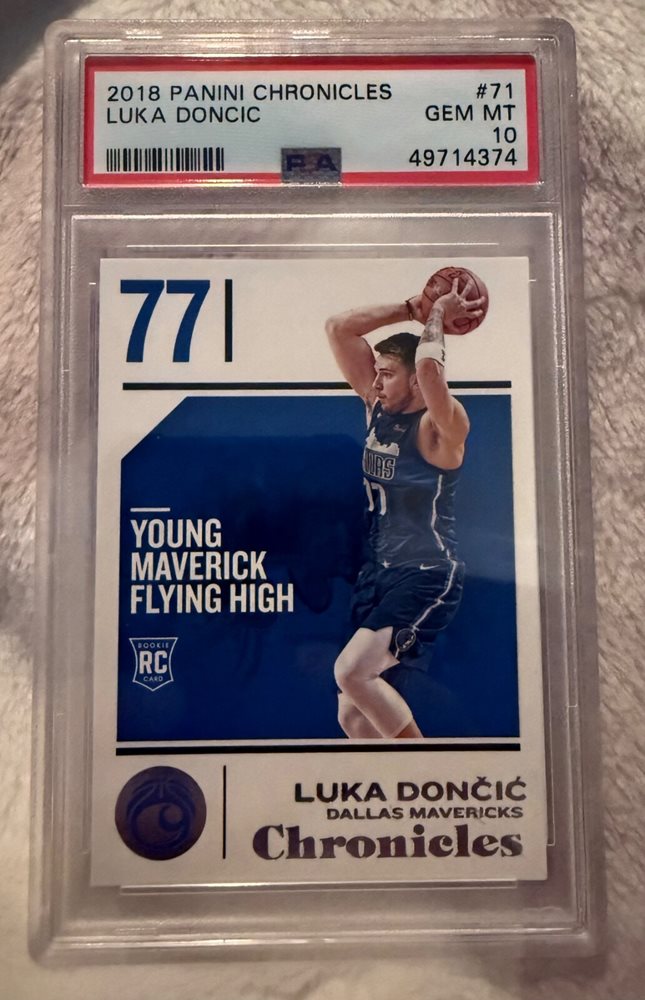 2018 PANINI CHRONICLES #71
LUKA DONCIC GEM MT
10
49714374
77
YOUNG
MAVERICK
FLYING HIGH
ROOKIE
RC
CARD
LUKA DONČIĆ
DALLAS MAVERICKS
Chronicles